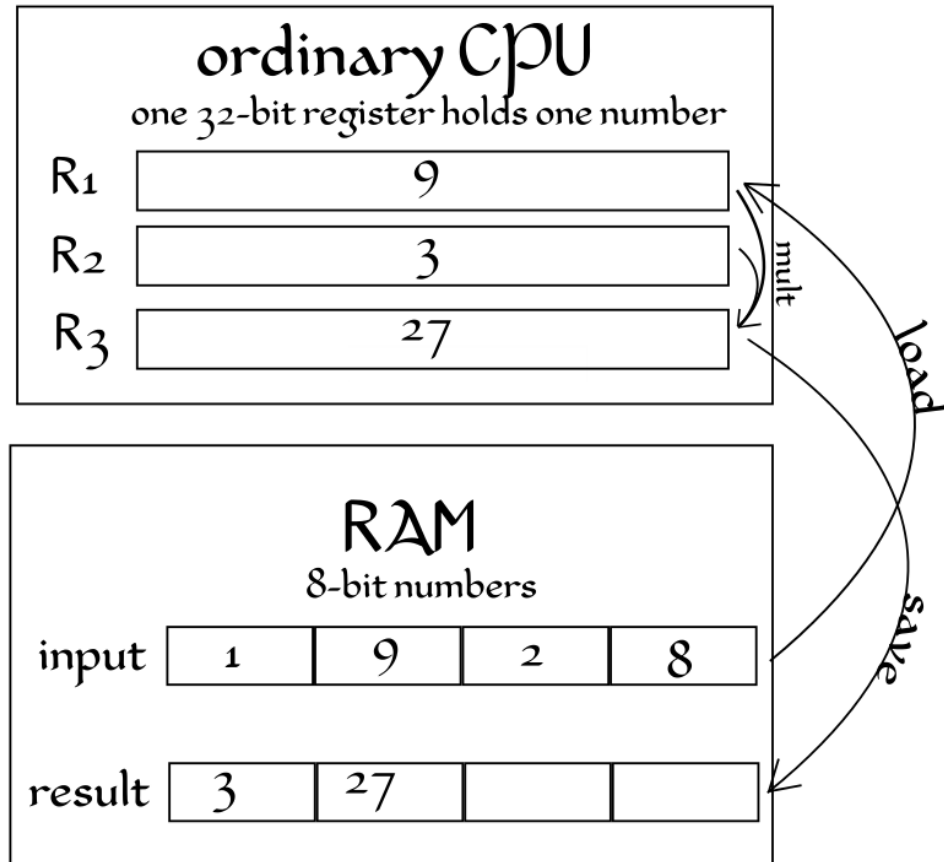 ordinary CPU
one 32-bit register holds one number
R1 9
R2 3
R3 27
mult
load
RAM
8-bit numbers
input 1 9 2 8
save
result 3 27